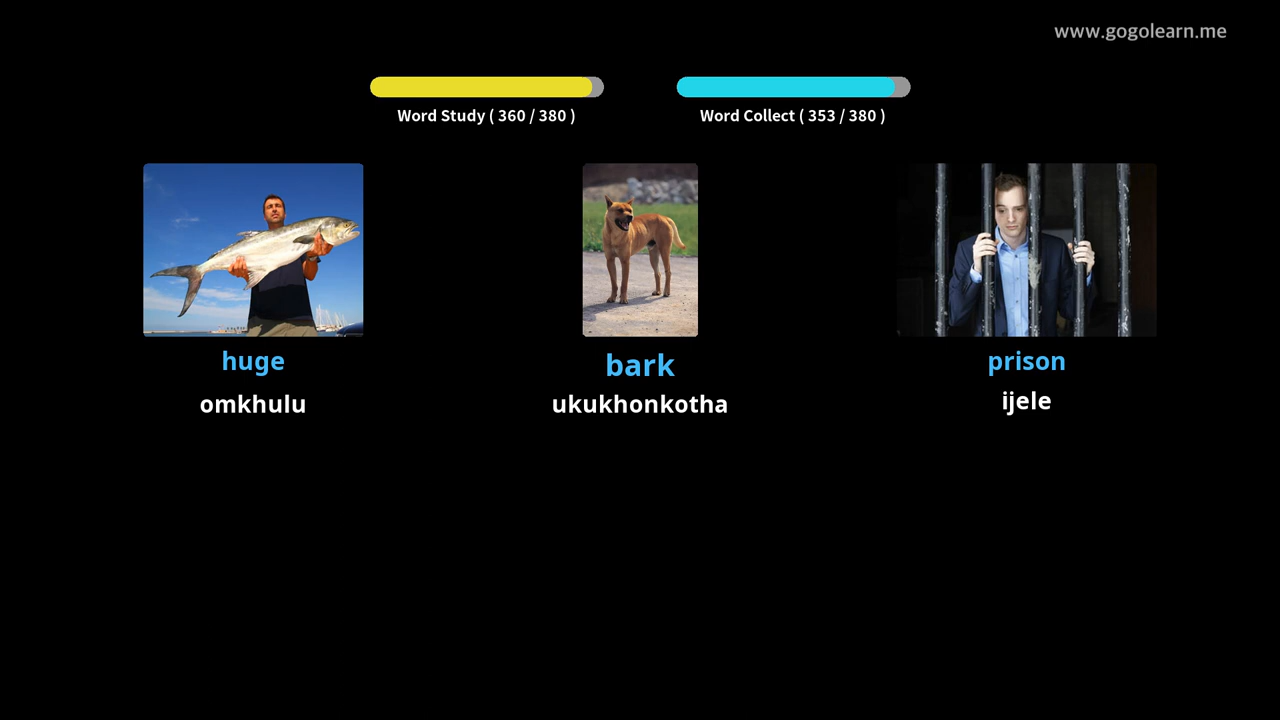 www.gogolearn.me
Word Study ( 360 / 380 )
Word Collect ( 353 / 380 )
huge
bark
prison
omkhulu
ukukhonkotha
ijele